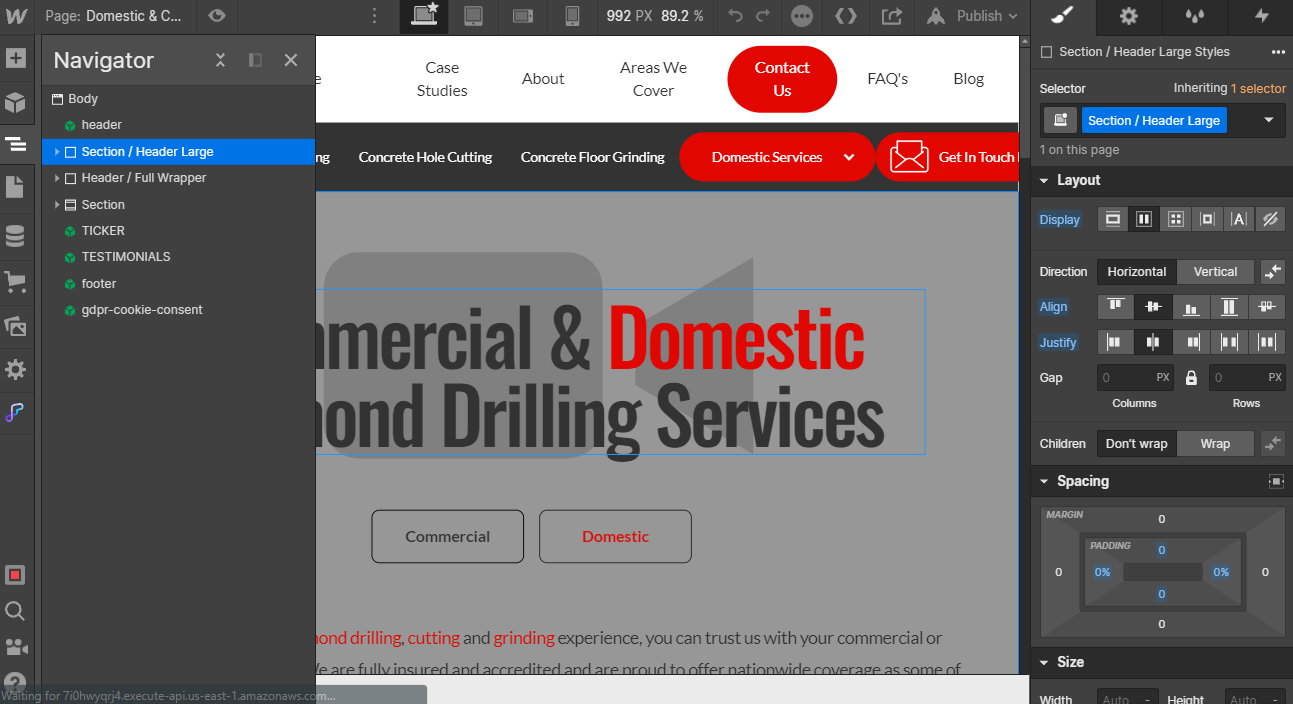 Page: Domestic & C...
992 PX 89.2 %
Publish
Navigator
Body
header
Section / Header Large
Header / Full Wrapper
Section
TICKER
TESTIMONIALS
footer
gdpr-cookie-consent
e
Case Studies
About
Areas We Cover
Contact Us
FAQ's
Blog
ng
Concrete Hole Cutting
Concrete Floor Grinding
Domestic Services
Get In Touch
mmercial & Domestic
ond Drilling Services
Commercial
Domestic
ond drilling, cutting and grinding experience, you can trust us with your commercial or
We are fully insured and accredited and are proud to offer nationwide coverage as some of
Waiting for 7i0hwyqrj4.execute-api.us-east-1.amazonaws.com...
Section / Header Large Styles
Selector
Inheriting 1 selector
Section / Header Large
1 on this page
Layout
Display
Direction
Horizontal
Vertical
Align
Justify
Gap
0 PX
0 PX
Columns
Rows
Children
Don't wrap
Wrap
Spacing
MARGIN
0
PADDING
0
0
0%
0%
0
0
0
Size
Width
Auto -
Height
Auto -